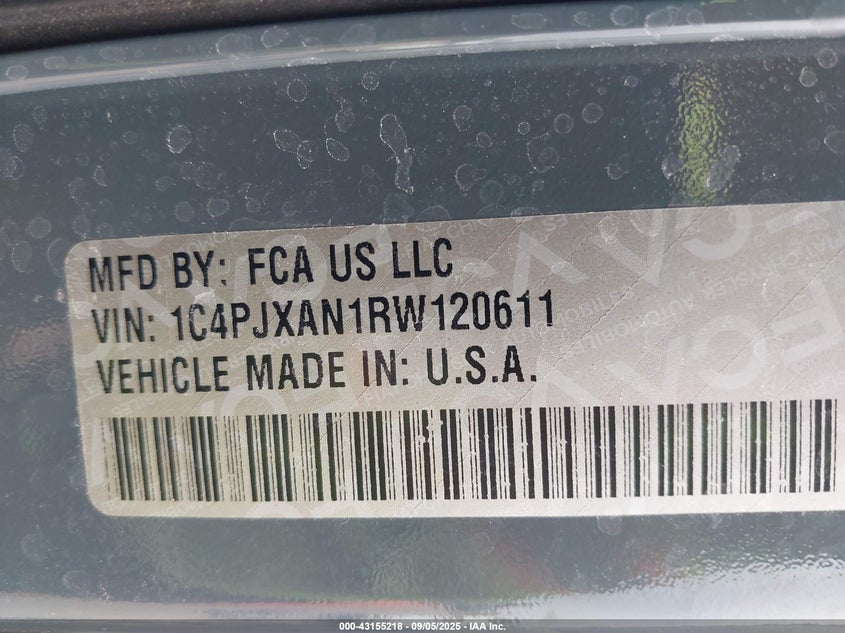 MFD BY: FCA US LLC
VIN: 1C4PJXAN1RW120611
VEHICLE MADE IN: U.S.A.
000-43155218 - 09/05/2025 - IAA Inc.